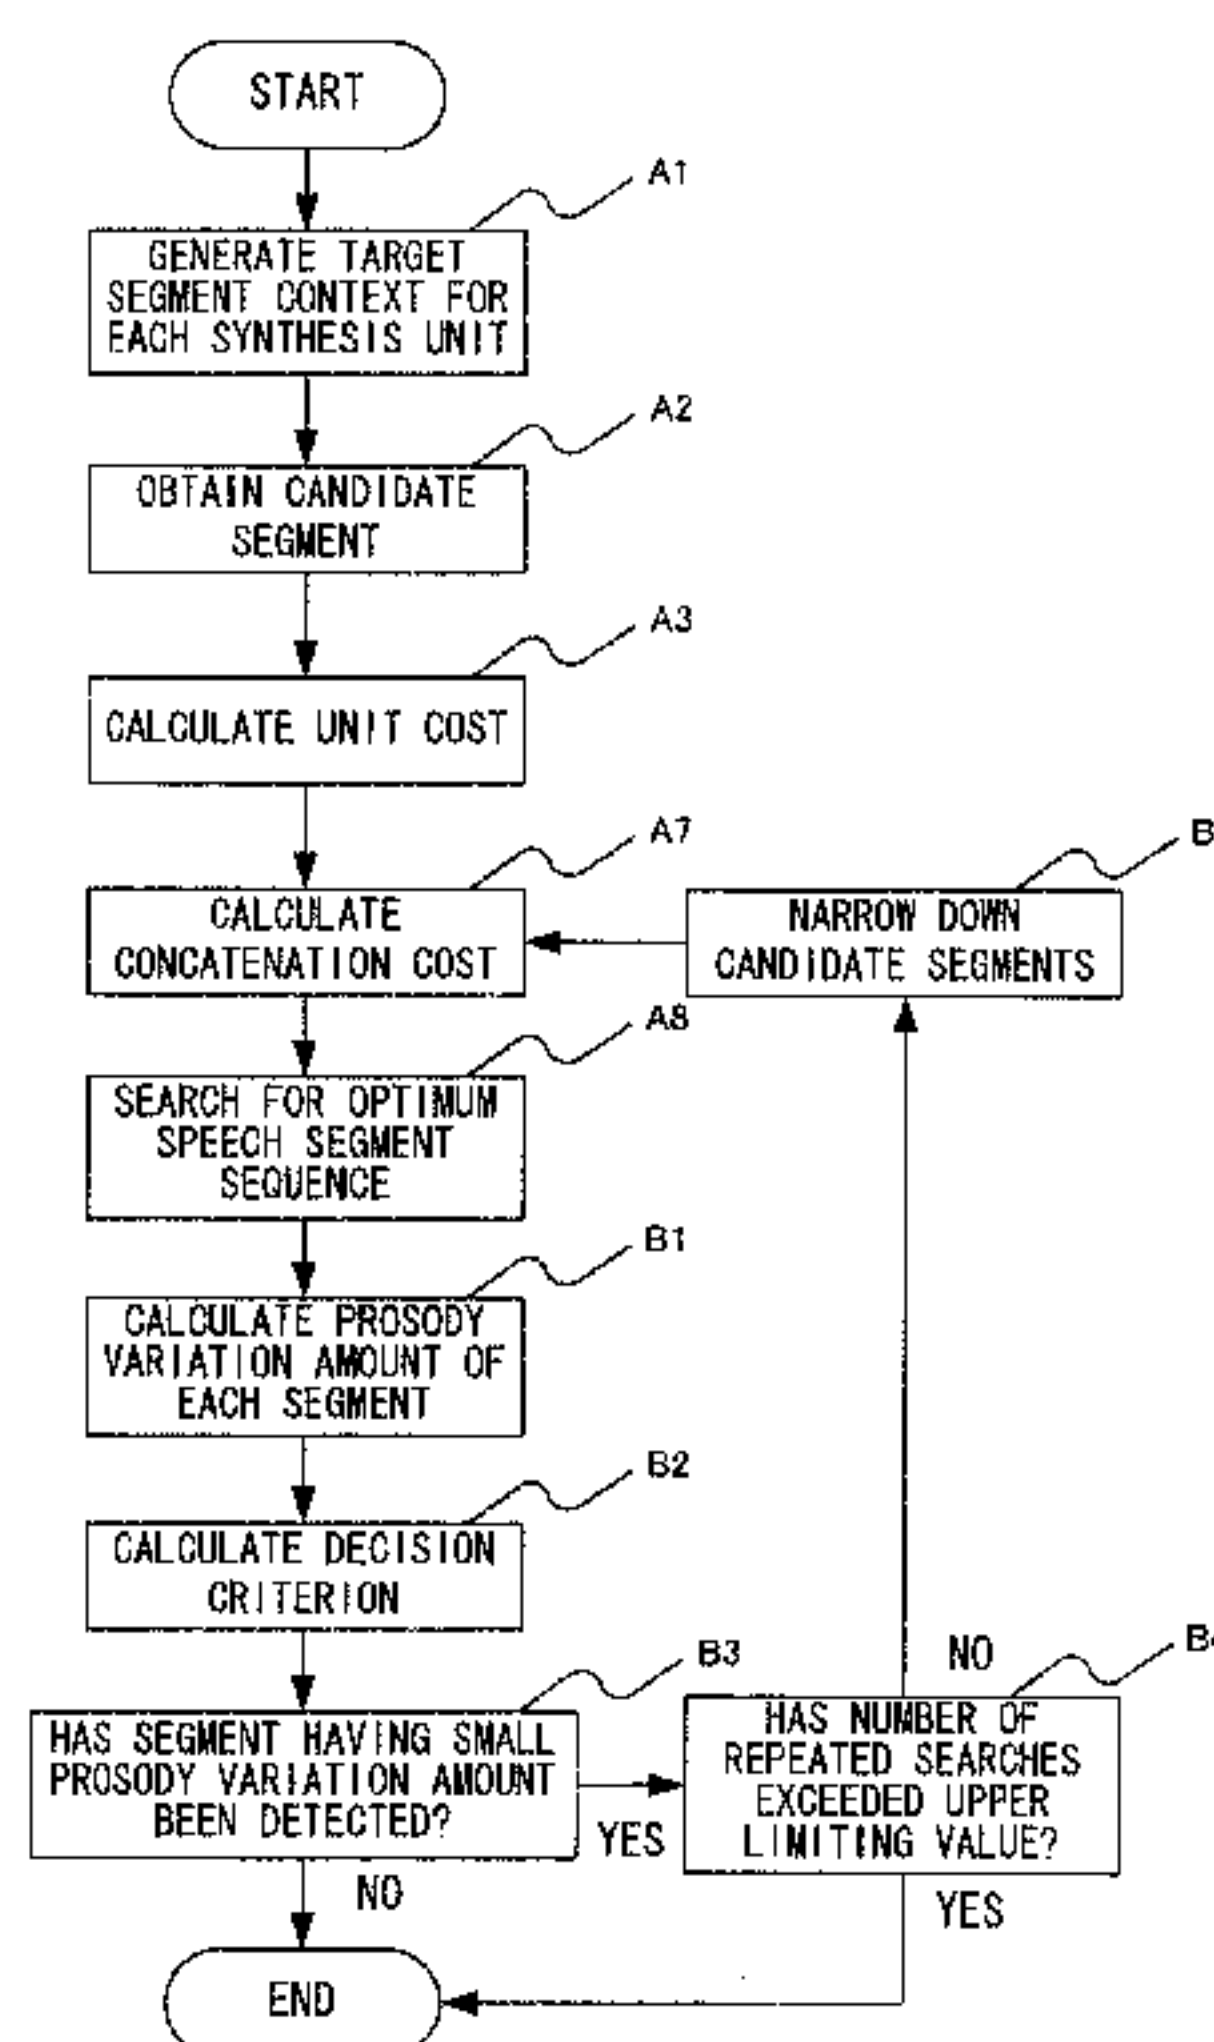 START
A1
GENERATE TARGET
SEGMENT CONTEXT FOR
EACH SYNTHESIS UNIT
A2
OBTAIN CANDIDATE
SEGMENT
A3
CALCULATE UNIT COST
A7
CALCULATE
CONCATENATION COST
B
NARROW DOWN
CANDIDATE SEGMENTS
A8
SEARCH FOR OPTIMUM
SPEECH SEGMENT
SEQUENCE
B1
CALCULATE PROSODY
VARIATION AMOUNT OF
EACH SEGMENT
B2
CALCULATE DECISION
CRITERION
B3
HAS SEGMENT HAVING SMALL
PROSODY VARIATION AMOUNT
BEEN DETECTED?
YES
NO
NO
B4
HAS NUMBER OF
REPEATED SEARCHES
EXCEEDED UPPER
LIMITING VALUE?
YES
END